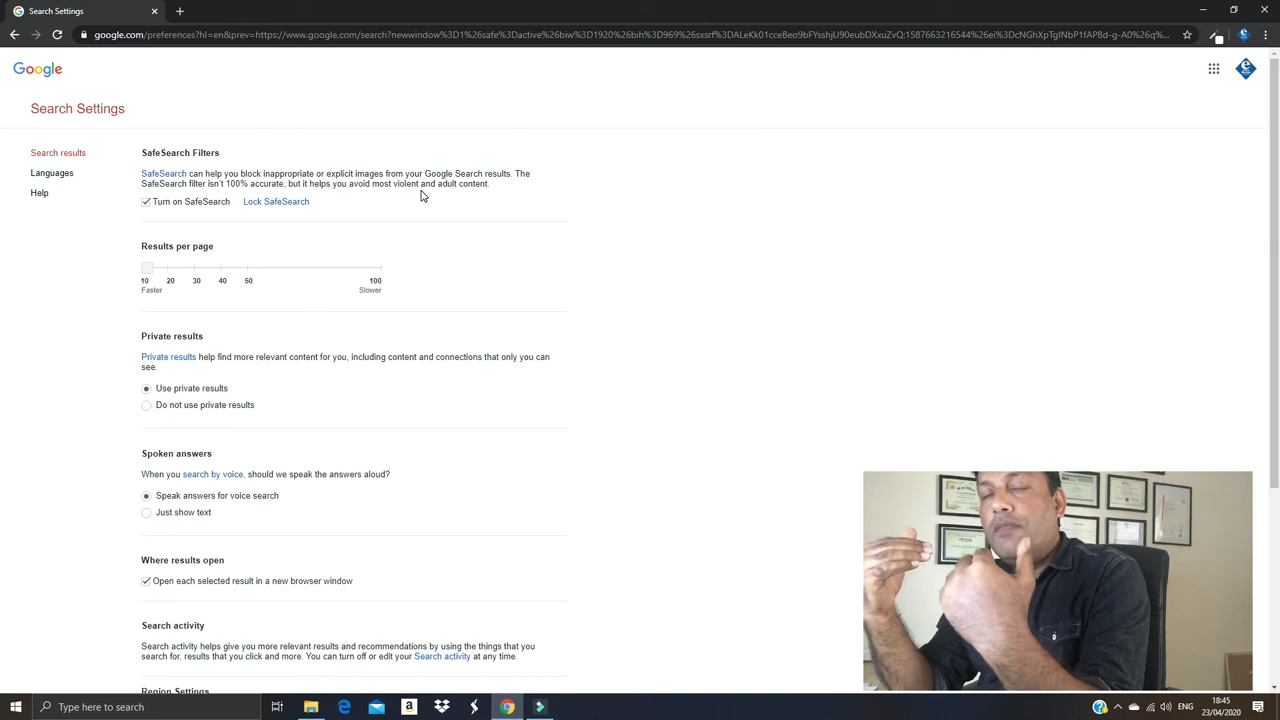 Search Settings
google.com/preferences?hl=en&prev=https://www.google.com/search?newwindow%3D1%26safe%3Dactive%26biw%3D1920%26bih%3D969%26sxsrf%3DALeKk01cceBeo9bFYsshjU90eubDXxuZvQ:1587663216544%26ei%3DcNGhXpTgINbP1fAP8d-g-A0%26q%...
Google
Search Settings
Search results
Languages
Help
SafeSearch Filters
SafeSearch can help you block inappropriate or explicit images from your Google Search results. The
SafeSearch filter isn't 100% accurate, but it helps you avoid most violent and adult content.
Turn on SafeSearch Lock SafeSearch
Results per page
10 20 30 40 50 100
Faster Slower
Private results
Private results help find more relevant content for you, including content and connections that only you can
see.
Use private results
Do not use private results
Spoken answers
When you search by voice, should we speak the answers aloud?
Speak answers for voice search
Just show text
Where results open
Open each selected result in a new browser window
Search activity
Search activity helps give you more relevant results and recommendations by using the things that you
search for, results that you click and more. You can turn off or edit your Search activity at any time.
Region Settings
Type here to search
ENG
18:45
23/04/2020